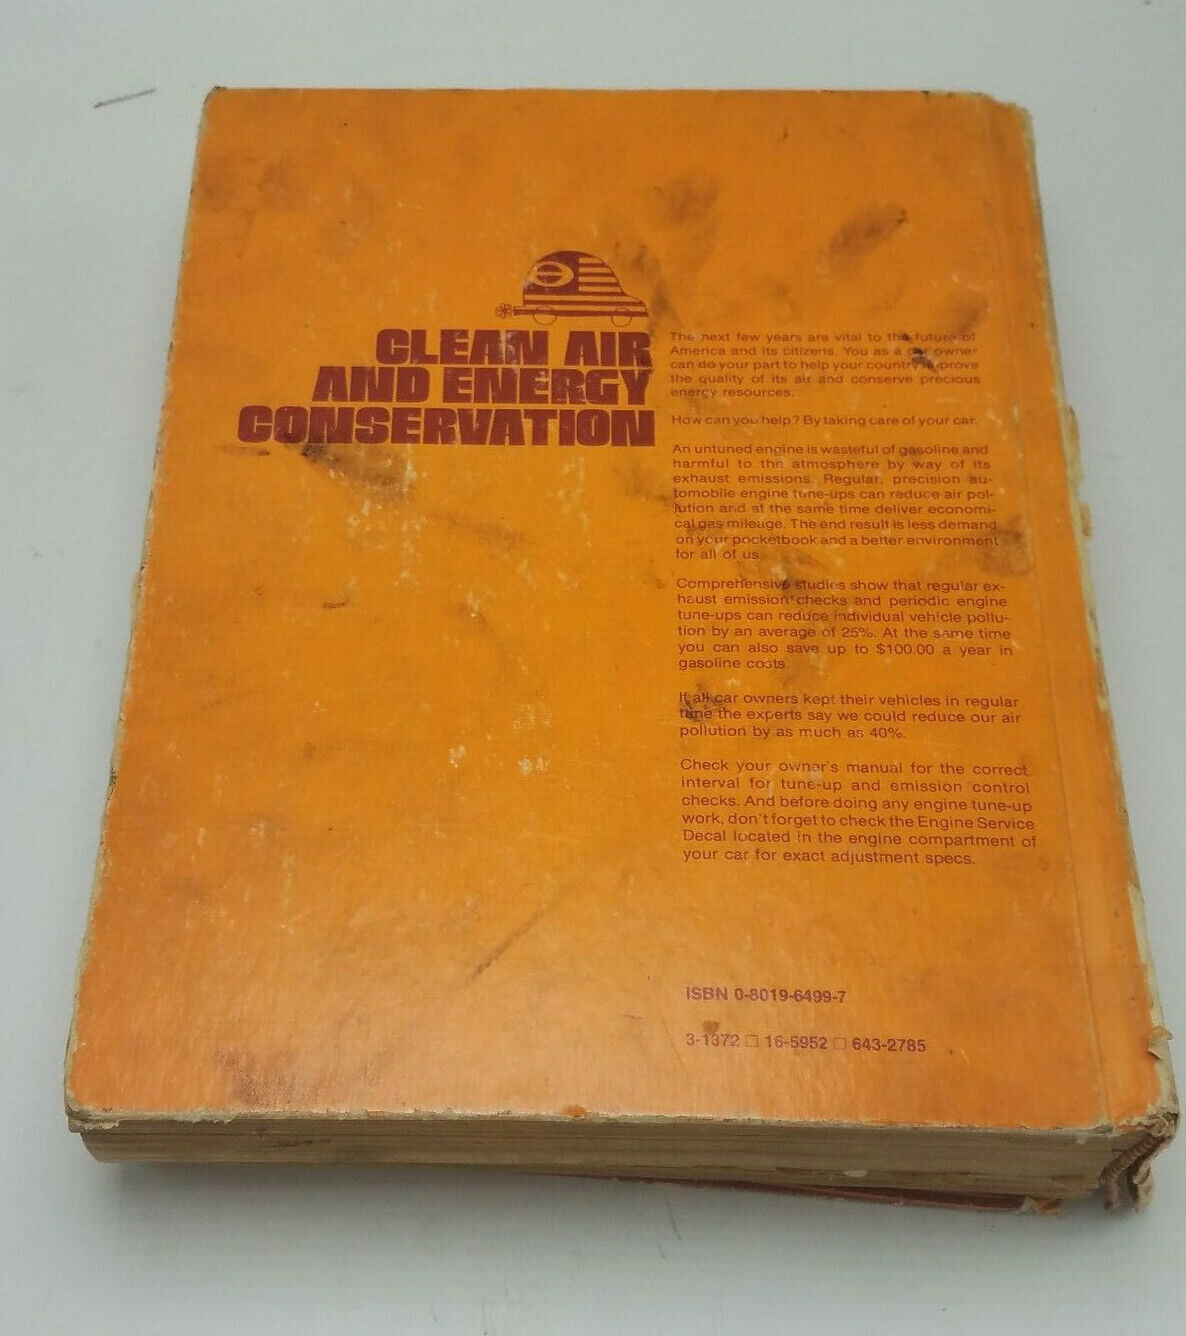 CLEAN AIR
AND ENERGY
CONSERVATION
The next few years are vital to the future of
America and its citizens. You as a car owner
can do your part to help your country improve
the quality of its air and conserve precious
energy resources.
How can you help? By taking care of your car.
An untuned engine is wasteful of gasoline and
harmful to the atmosphere by way of its
exhaust emissions. Regular, precision au-
tomobile engine tune-ups can reduce air pol-
lution and at the same time deliver economi-
cal gas mileage. The end result is less demand
on your pocketbook and a better environment
for all of us.
Comprehensive studies show that regular ex-
haust emission checks and periodic engine
tune-ups can reduce individual vehicle pollu-
tion by an average of 25%. At the same time
you can also save up to $100.00 a year in
gasoline costs.
If all car owners kept their vehicles in regular
tune the experts say we could reduce our air
pollution by as much as 40%.
Check your owner's manual for the correct
interval for tune-up and emission control
checks. And before doing any engine tune-up
work, don't forget to check the Engine Service
Decal located in the engine compartment of
your car for exact adjustment specs.
ISBN 0-8019-6499-7
3-1372 □ 16-5952 □ 643-2785